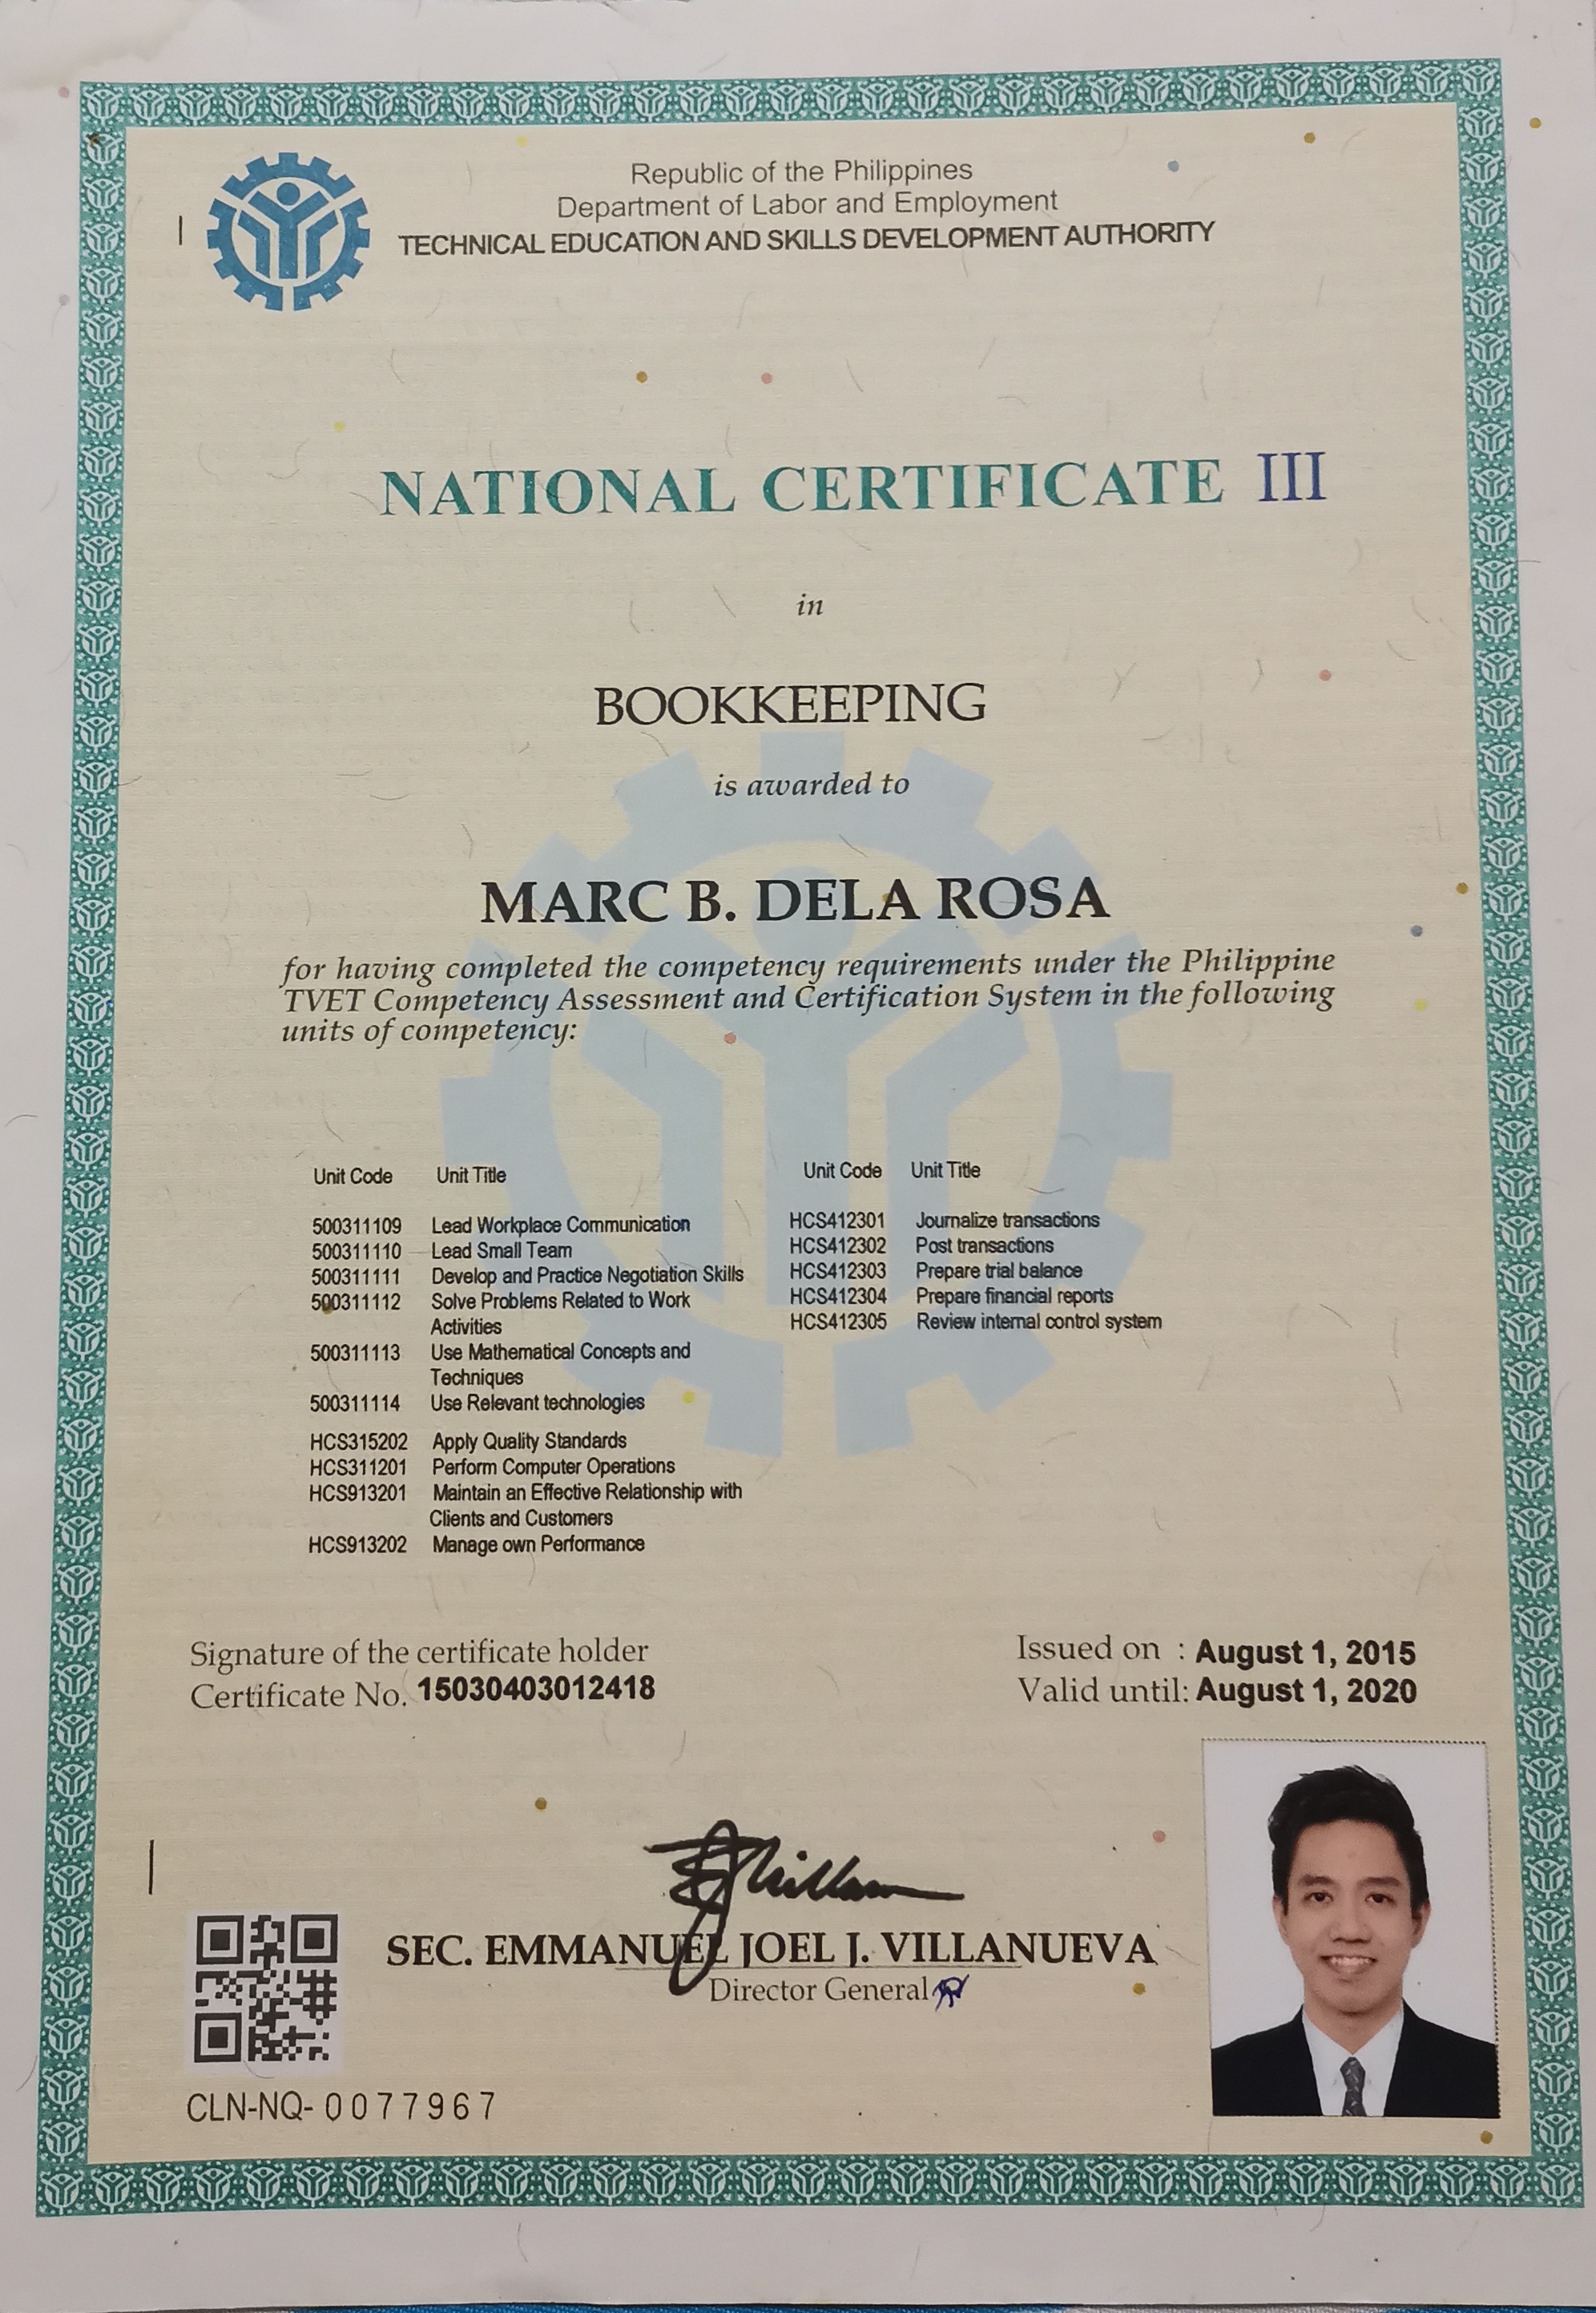 Republic of the Philippines
Department of Labor and Employment
TECHNICAL EDUCATION AND SKILLS DEVELOPMENT AUTHORITY
NATIONAL CERTIFICATE III
in
BOOKKEEPING
is awarded to
MARC B. DELA ROSA
for having completed the competency requirements under the Philippine
TVET Competency Assessment and Certification System in the following
units of competency:
Unit Code Unit Title
500311109 Lead Workplace Communication
500311110 Lead Small Team
500311111 Develop and Practice Negotiation Skills
500311112 Solve Problems Related to Work
Activities
500311113 Use Mathematical Concepts and
Techniques
500311114 Use Relevant technologies
HCS315202 Apply Quality Standards
HCS311201 Perform Computer Operations
HCS913201 Maintain an Effective Relationship with
Clients and Customers
HCS913202 Manage own Performance
Unit Code Unit Title
HCS412301 Journalize transactions
HCS412302 Post transactions
HCS412303 Prepare trial balance
HCS412304 Prepare financial reports
HCS412305 Review internal control system
Signature of the certificate holder
Certificate No. 15030403012418
Issued on : August 1, 2015
Valid until: August 1, 2020
SEC. EMMANUEL JOEL J. VILLANUEVA
Director General
CLN-NQ- 0077967